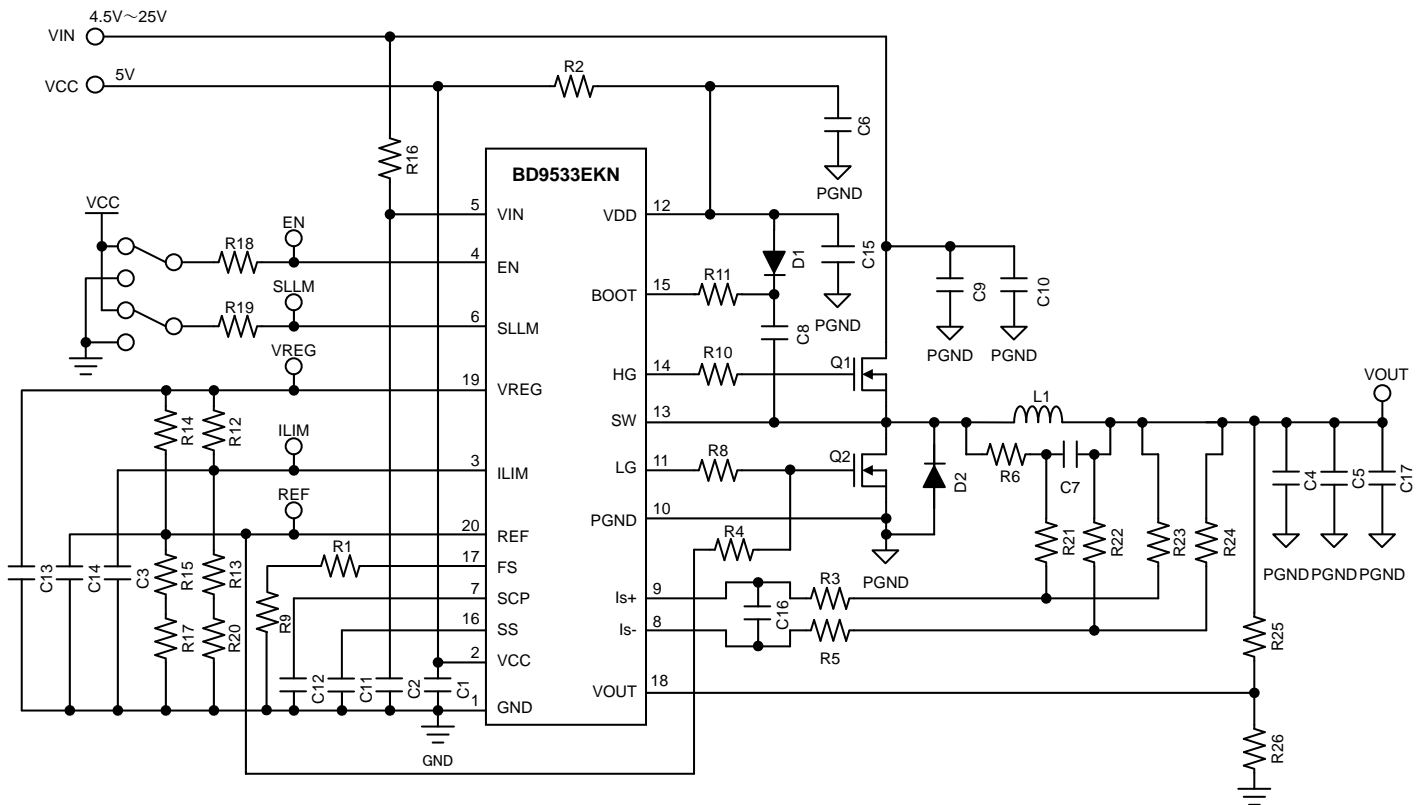 4.5V～25V
VIN
VCC
5V
R2
C6
PGND
R16
BD9533EKN
VCC
5
VIN
VDD
12
EN
R18
4
EN
D1
C15
R11
BOOT
15
SLLM
R19
6
SLLM
PGND
C8
C9
C10
PGND
PGND
VREG
R10
Q1
HG
14
19
VREG
VOUT
L1
R14
R12
SW
13
ILIM
R8
Q2
3
ILIM
LG
11
D2
R6
C7
C4
C5
C17
REF
20
REF
PGND
10
R4
R21
R22
R23
R24
R1
17
FS
PGND
PGND
PGND
PGND
C13
C14
C3
R15
R13
7
SCP
Is+
9
R3
C16
R9
16
SS
Is-
8
R5
R17
R20
2
VCC
R25
C12
C11
C2
C1
1
GND
VOUT
18
GND
R26